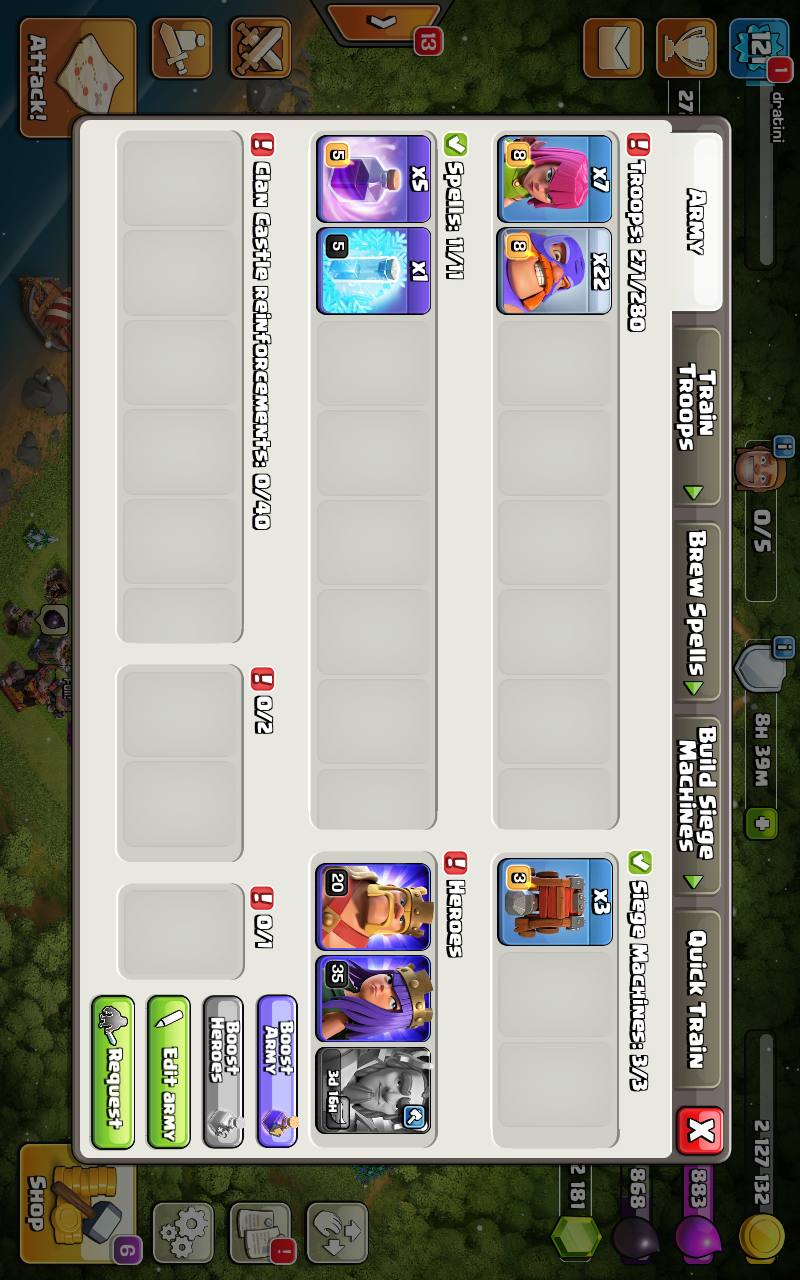 121
1
dratini
27
0/5
8H 39M
2 127 132
883
868
2 181
Army
Train Troops
Brew Spells
Build Siege Machines
Quick Train
X
Troops: 271/280
x7
8
x22
8
Siege Machines: 3/3
x3
3
Spells: 11/11
x5
5
x1
5
Heroes
20
35
3d 16H
Clan Castle reinforcements: 0/40
0/2
0/1
Boost Army
Boost Heroes
Edit army
Request
13
Attack!
Full!
Shop
6